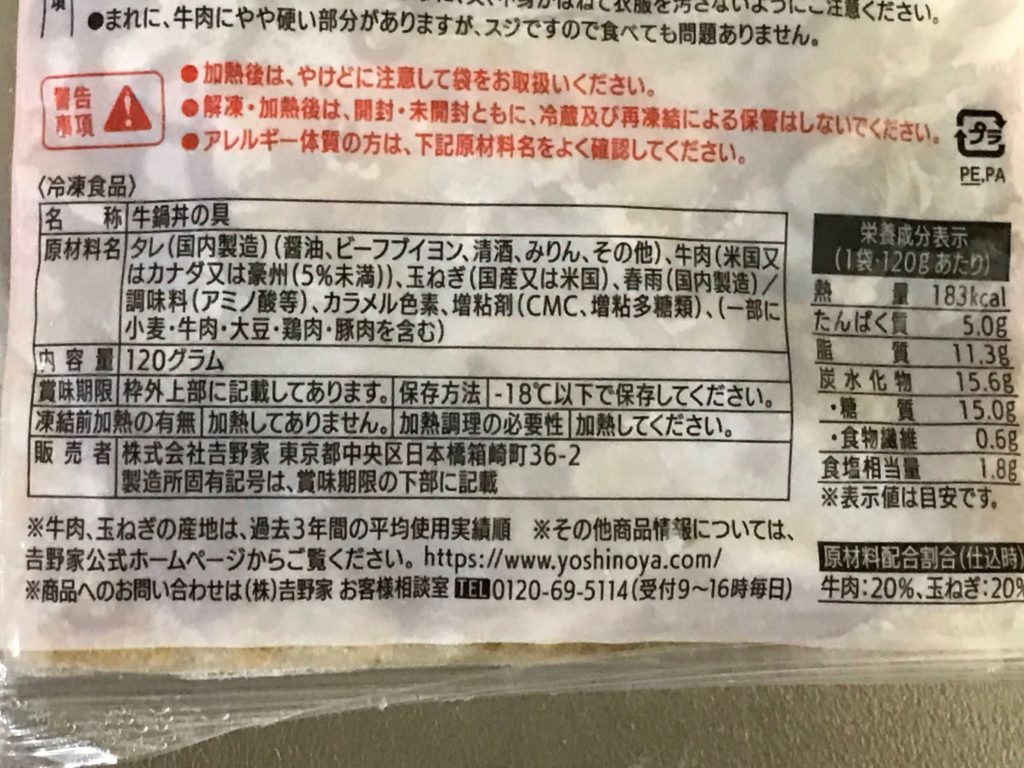 ●まれに、牛肉にやや硬い部分がありますが、スジですので食べても問題ありません。
警告
事項
●加熱後は、やけどに注意して袋をお取扱いください。
●解凍・加熱後は、開封・未開封ともに、冷蔵及び再凍結による保管はしないでください。
●アレルギー体質の方は、下記原材料名をよく確認してください。
プラ
PE,PA
〈冷凍食品〉
名称 牛鍋丼の具
原材料名 タレ(国内製造)(醤油、ビーフブイヨン、清酒、みりん、その他)、牛肉(米国又
はカナダ又は豪州(5%未満))、玉ねぎ(国産又は米国)、春雨(国内製造)／
調味料(アミノ酸等)、カラメル色素、増粘剤(CMC、増粘多糖類)、(一部に
小麦・牛肉・大豆・鶏肉・豚肉を含む)
内容量 120グラム
賞味期限 枠外上部に記載してあります。 保存方法 -18℃以下で保存してください。
凍結前加熱の有無 加熱してありません。 加熱調理の必要性 加熱してください。
販売者 株式会社𠮷野家 東京都中央区日本橋箱崎町36-2
製造所固有記号は、賞味期限の下部に記載
※牛肉、玉ねぎの産地は、過去3年間の平均使用実績順 ※その他商品情報については、
𠮷野家公式ホームページからご覧ください。https://www.yoshinoya.com/
※商品へのお問い合わせは(株)𠮷野家 お客様相談室 TEL0120-69-5114(受付9〜16時毎日)
栄養成分表示
(1袋・120gあたり)
熱量 183kcal
たんぱく質 5.0g
脂質 11.3g
炭水化物 15.6g
・糖質 15.0g
・食物繊維 0.6g
食塩相当量 1.8g
※表示値は目安です。
原材料配合割合(仕込時)
牛肉:20%、玉ねぎ:20%